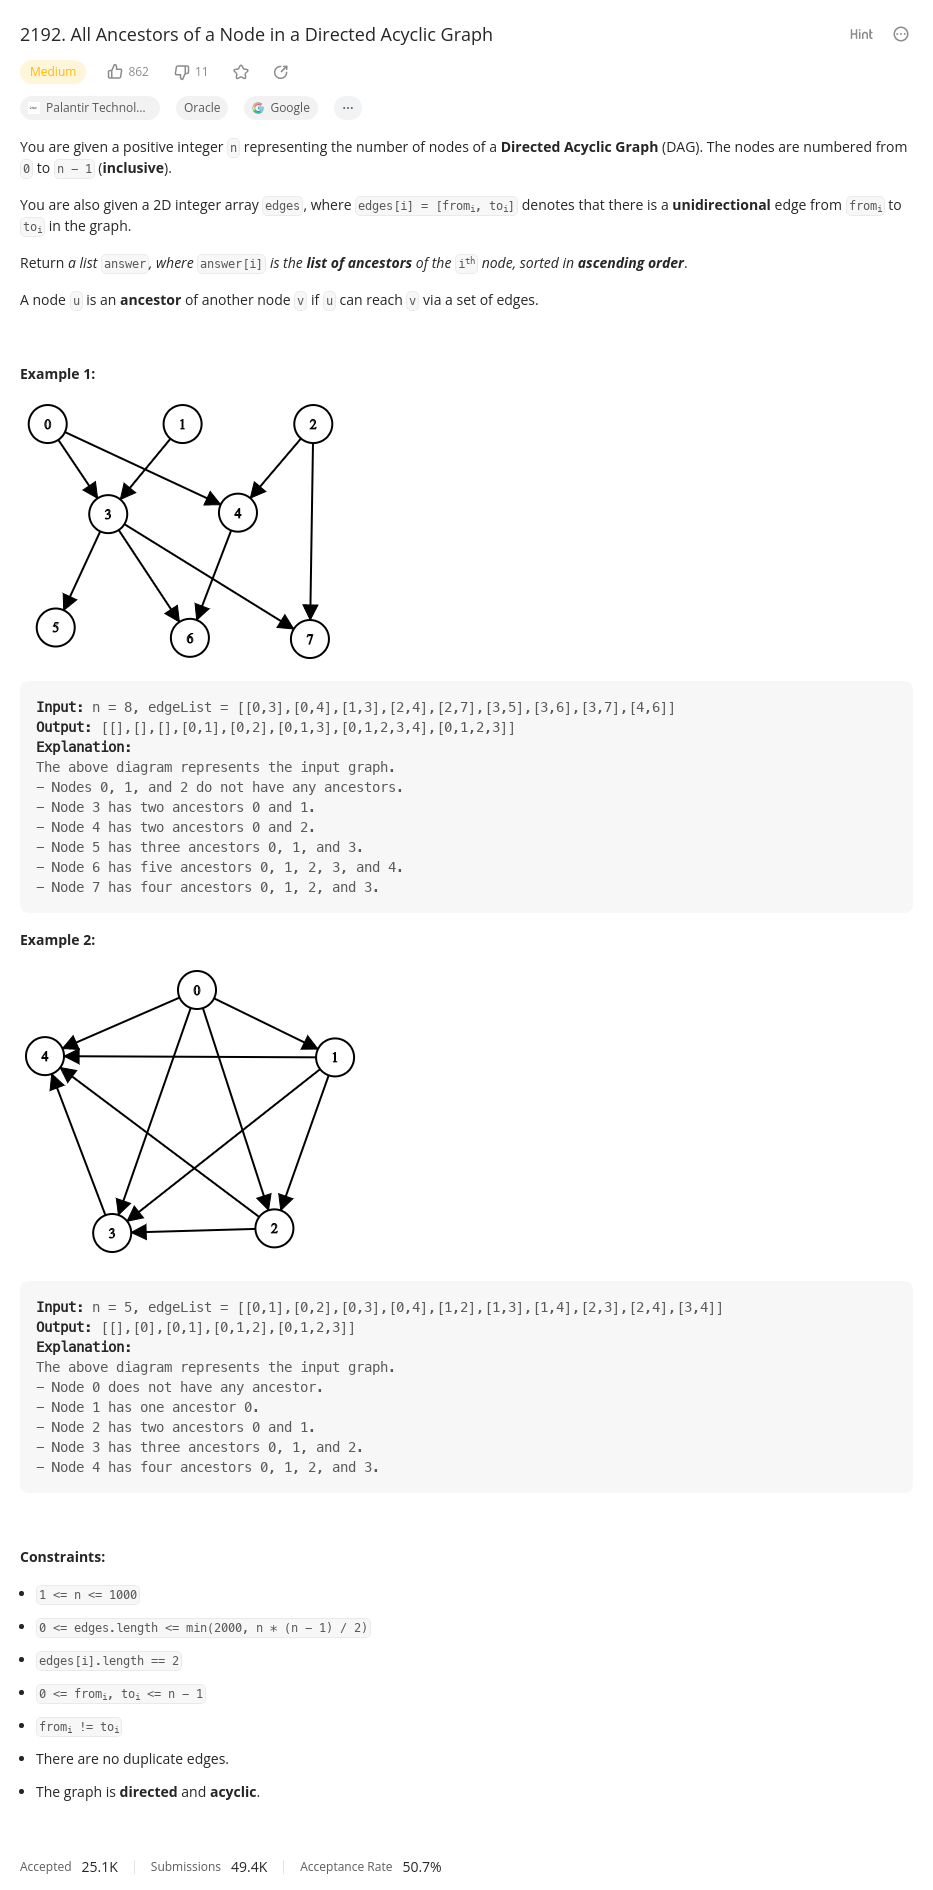 2192. All Ancestors of a Node in a Directed Acyclic Graph
Hint
Medium 862 11
Palantir Technol... Oracle Google ...
You are given a positive integer n representing the number of nodes of a Directed Acyclic Graph (DAG). The nodes are numbered from
0 to n - 1 (inclusive).
You are also given a 2D integer array edges, where edges[i] = [fromi, toi] denotes that there is a unidirectional edge from fromi to
toi in the graph.
Return a list answer, where answer[i] is the list of ancestors of the ith node, sorted in ascending order.
A node u is an ancestor of another node v if u can reach v via a set of edges.
Example 1:
0 1 2
3 4
5 6 7
Input: n = 8, edgeList = [[0,3],[0,4],[1,3],[2,4],[2,7],[3,5],[3,6],[3,7],[4,6]]
Output: [[],[],[],[0,1],[0,2],[0,1,3],[0,1,2,3,4],[0,1,2,3]]
Explanation:
The above diagram represents the input graph.
- Nodes 0, 1, and 2 do not have any ancestors.
- Node 3 has two ancestors 0 and 1.
- Node 4 has two ancestors 0 and 2.
- Node 5 has three ancestors 0, 1, and 3.
- Node 6 has five ancestors 0, 1, 2, 3, and 4.
- Node 7 has four ancestors 0, 1, 2, and 3.
Example 2:
0
4 1
3 2
Input: n = 5, edgeList = [[0,1],[0,2],[0,3],[0,4],[1,2],[1,3],[1,4],[2,3],[2,4],[3,4]]
Output: [[],[0],[0,1],[0,1,2],[0,1,2,3]]
Explanation:
The above diagram represents the input graph.
- Node 0 does not have any ancestor.
- Node 1 has one ancestor 0.
- Node 2 has two ancestors 0 and 1.
- Node 3 has three ancestors 0, 1, and 2.
- Node 4 has four ancestors 0, 1, 2, and 3.
Constraints:
• 1 <= n <= 1000
• 0 <= edges.length <= min(2000, n * (n - 1) / 2)
• edges[i].length == 2
• 0 <= fromi, toi <= n - 1
• fromi != toi
• There are no duplicate edges.
• The graph is directed and acyclic.
Accepted 25.1K Submissions 49.4K Acceptance Rate 50.7%